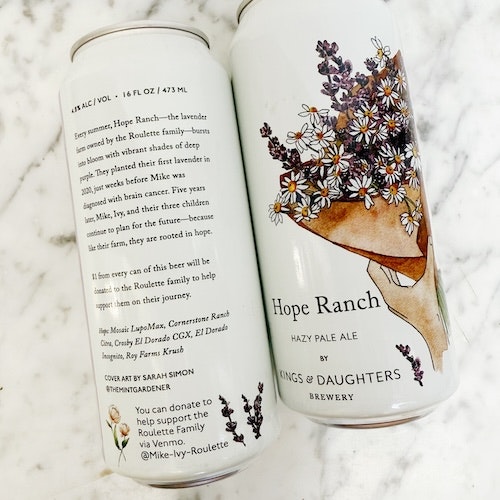 4.8% ALC / VOL • 16 FL OZ / 473 ML
Every summer, Hope Ranch—the lavender
farm owned by the Roulette family—bursts
into bloom with vibrant shades of deep
purple. They planted their first lavender in
2020, just weeks before Mike was
diagnosed with brain cancer. Five years
later, Mike, Ivy, and their three children
continue to plan for the future—because
like their farm, they are rooted in hope.
$1 from every can of this beer will be
donated to the Roulette family to help
support them on their journey.
Hops: Mosaic LupoMax, Cornerstone Ranch
Citra, Crosby El Dorado CGX, El Dorado
Incognito, Roy Farms Krush
COVER ART BY SARAH SIMON
@THEMINTGARDENER
You can donate to
help support the
Roulette Family
via Venmo.
@Mike-Ivy-Roulette
Hope Ranch
HAZY PALE ALE
BY
KINGS & DAUGHTERS
BREWERY